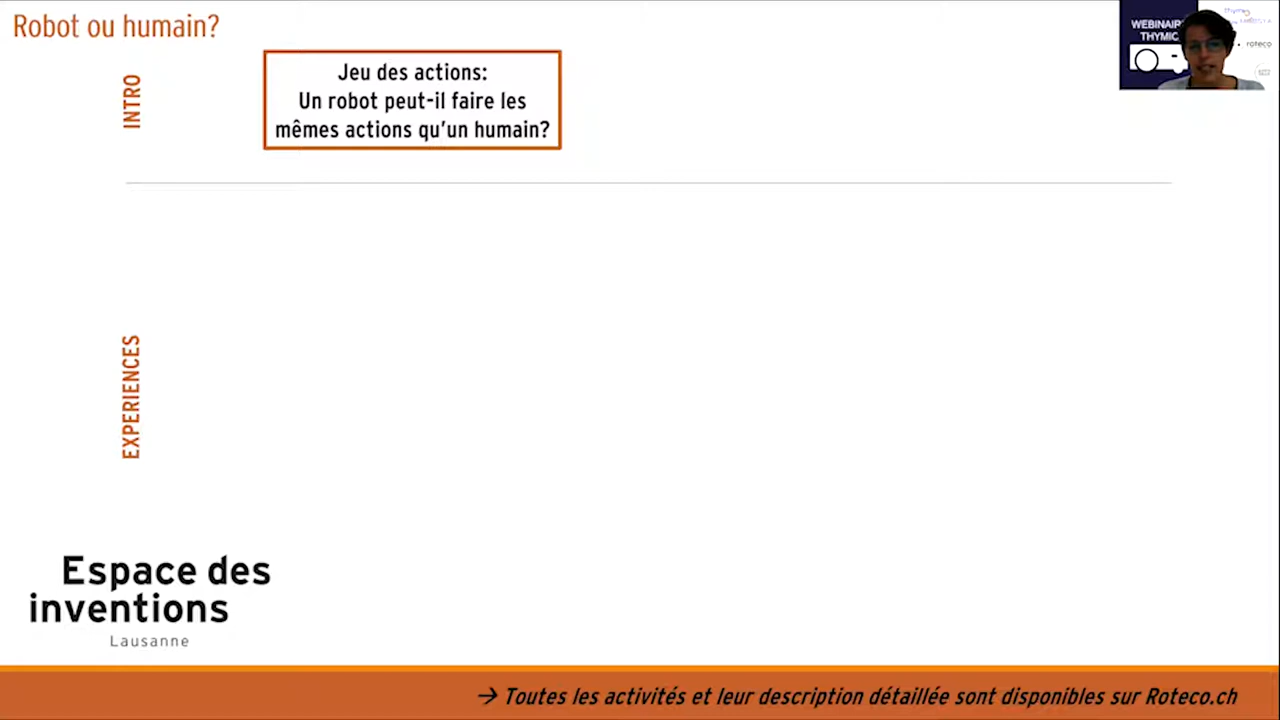 Robot ou humain?
WEBINAIR
THYMIO
roteco
INTRO
Jeu des actions:
Un robot peut-il faire les
mêmes actions qu'un humain?
EXPERIENCES
Espace des
inventions
Lausanne
→ Toutes les activités et leur description détaillée sont disponibles sur Roteco.ch